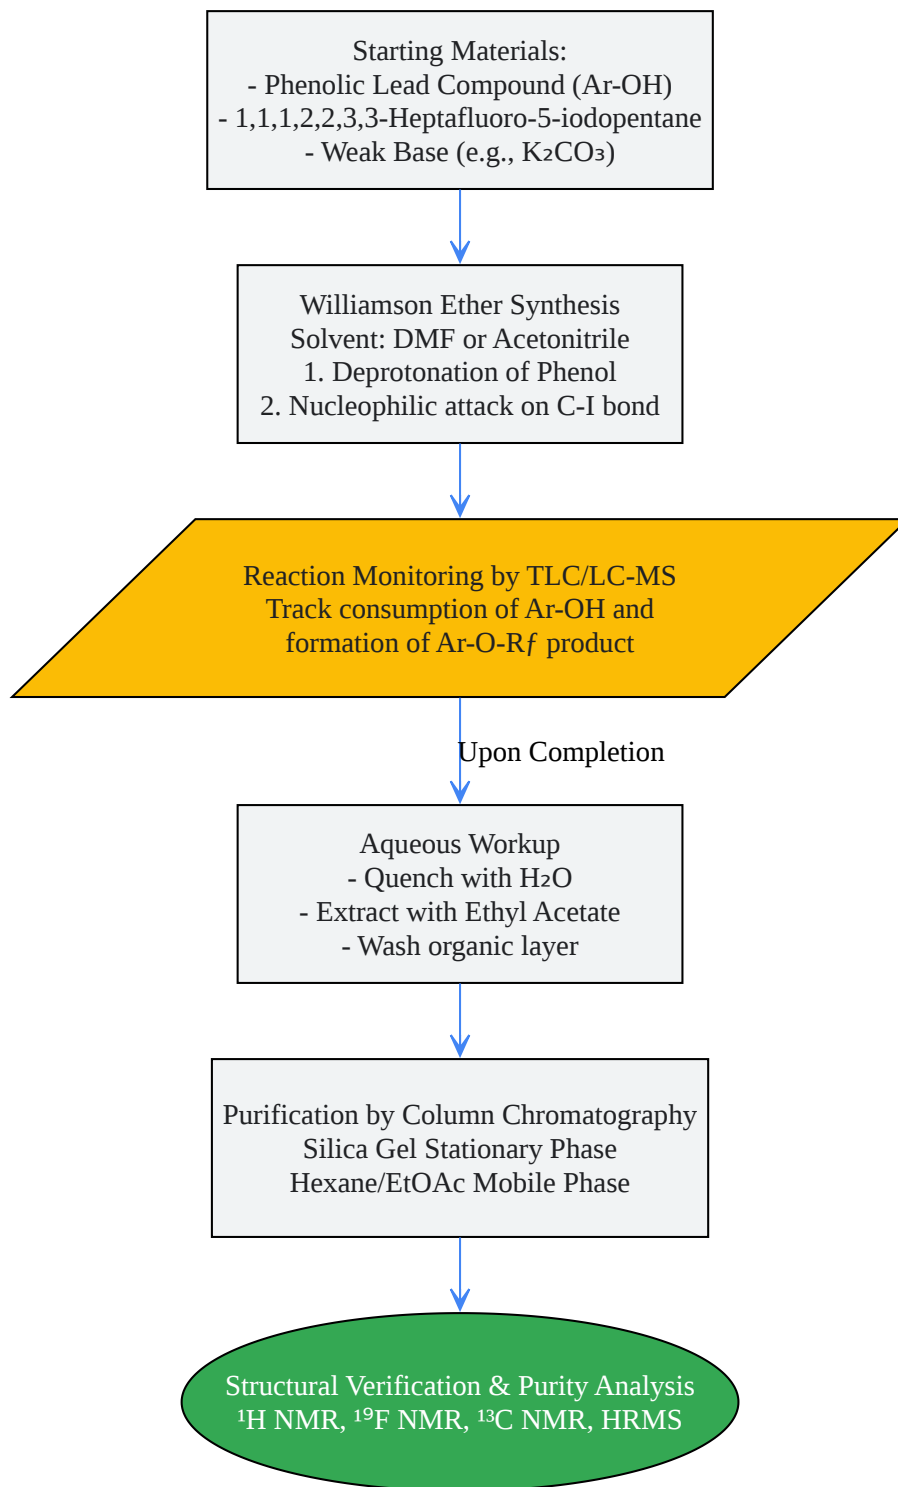 Starting Materials:
- Phenolic Lead Compound (Ar-OH)
- 1,1,1,2,2,3,3-Heptafluoro-5-iodopentane
- Weak Base (e.g., K₂CO₃)
Williamson Ether Synthesis
Solvent: DMF or Acetonitrile
1. Deprotonation of Phenol
2. Nucleophilic attack on C-I bond
Reaction Monitoring by TLC/LC-MS
Track consumption of Ar-OH and
formation of Ar-O-Rƒ product
Upon Completion
Aqueous Workup
- Quench with H₂O
- Extract with Ethyl Acetate
- Wash organic layer
Purification by Column Chromatography
Silica Gel Stationary Phase
Hexane/EtOAc Mobile Phase
Structural Verification & Purity Analysis
¹H NMR, ¹⁹F NMR, ¹³C NMR, HRMS